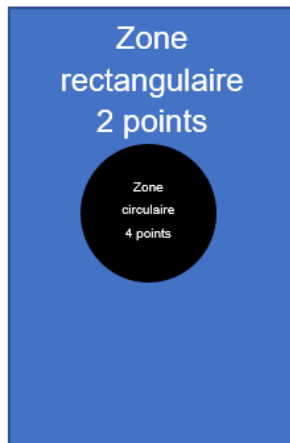 Zone
rectangulaire
2 points
Zone
circulaire
4 points